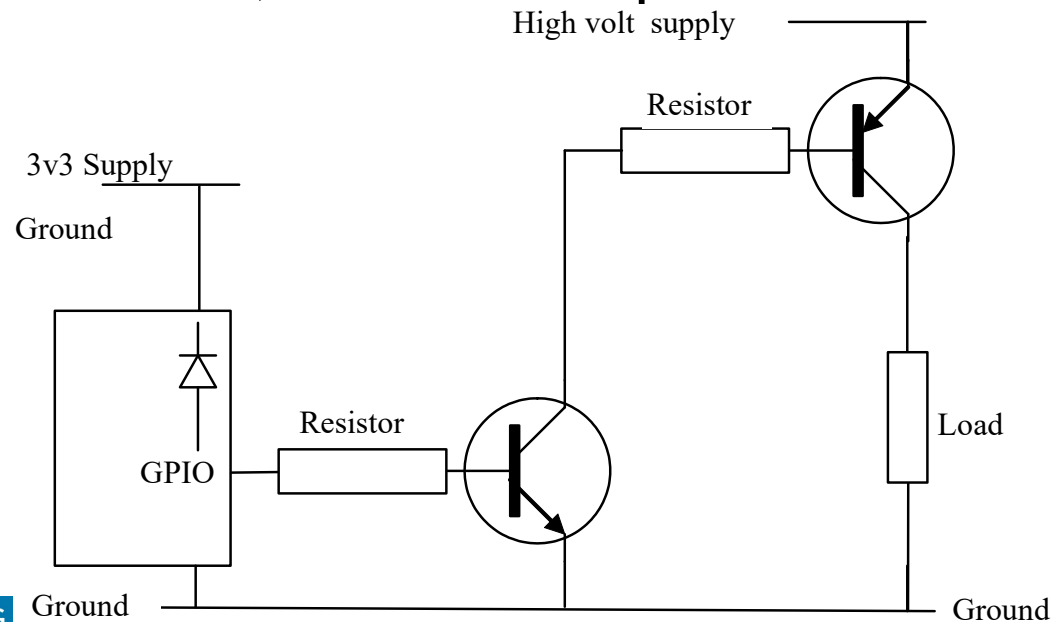 High volt supply
Resistor
3v3 Supply
Ground
Resistor
Load
GPIO
Ground
Ground